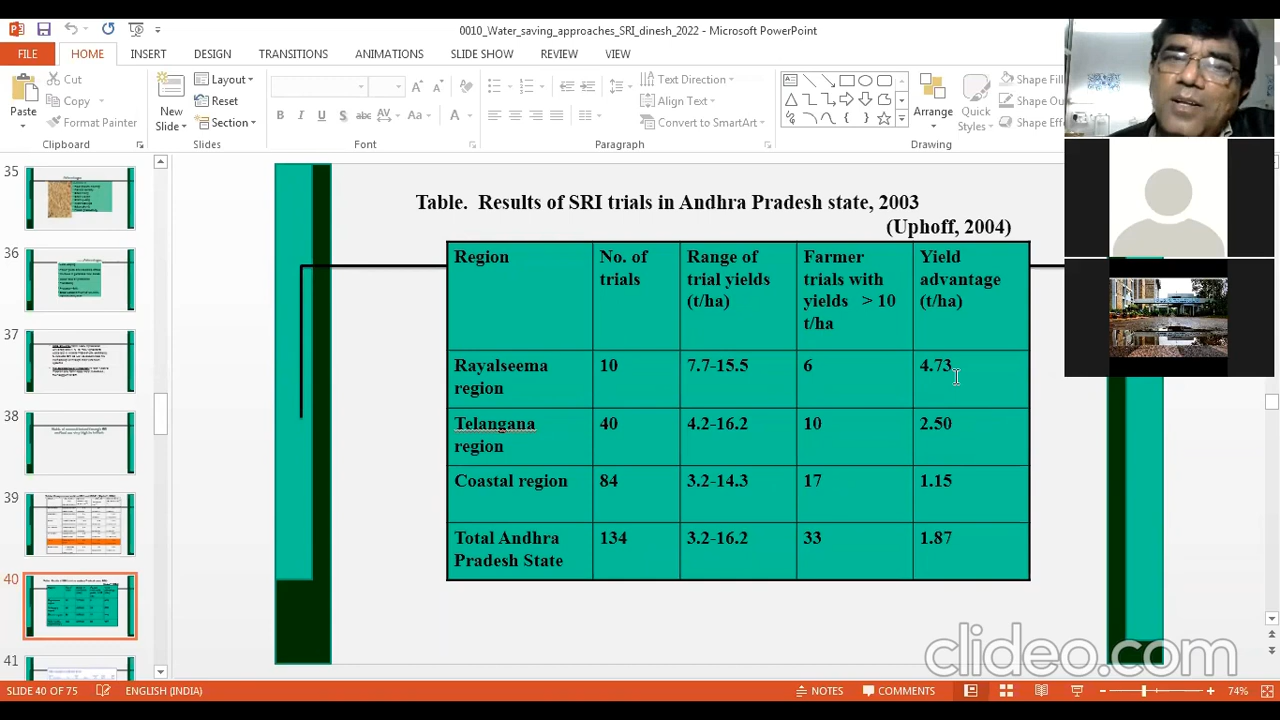 0010_Water_saving_approaches_SRI_dinesh_2022 - Microsoft PowerPoint
FILE HOME INSERT DESIGN TRANSITIONS ANIMATIONS SLIDE SHOW REVIEW VIEW
Paste
Cut
Copy
Format Painter
Clipboard
New
Slide
Layout
Reset
Section
Slides
Font
Text Direction
Align Text
Convert to SmartArt
Paragraph
Arrange
Quick
Styles
Shape Fill
Shape Ou
Shape Effe
Drawing
35
36
37
38
39
40
41
Table. Results of SRI trials in Andhra Pradesh state, 2003
(Uphoff, 2004)
Region
No. of
trials
Range of
trial yields
(t/ha)
Farmer
trials with
yields > 10
t/ha
Yield
advantage
(t/ha)
Rayalseema
region
10
7.7-15.5
6
4.73
Telangana
region
40
4.2-16.2
10
2.50
Coastal region
84
3.2-14.3
17
1.15
Total Andhra
Pradesh State
134
3.2-16.2
33
1.87
clideo.com
SLIDE 40 OF 75 ENGLISH (INDIA) NOTES COMMENTS 74%